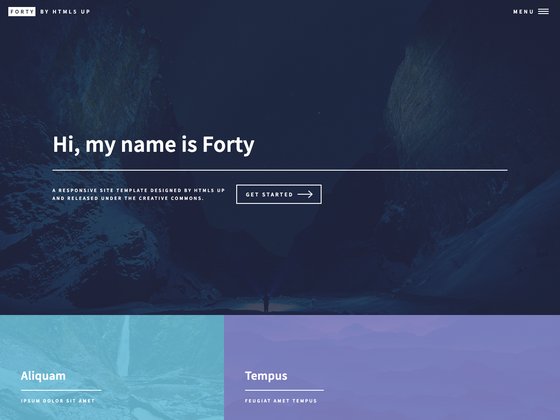 FORTY BY HTML5 UP
MENU
Hi, my name is Forty
A RESPONSIVE SITE TEMPLATE DESIGNED BY HTML5 UP
AND RELEASED UNDER THE CREATIVE COMMONS.
GET STARTED
Aliquam
IPSUM DOLOR SIT AMET
Tempus
FEUGIAT AMET TEMPUS